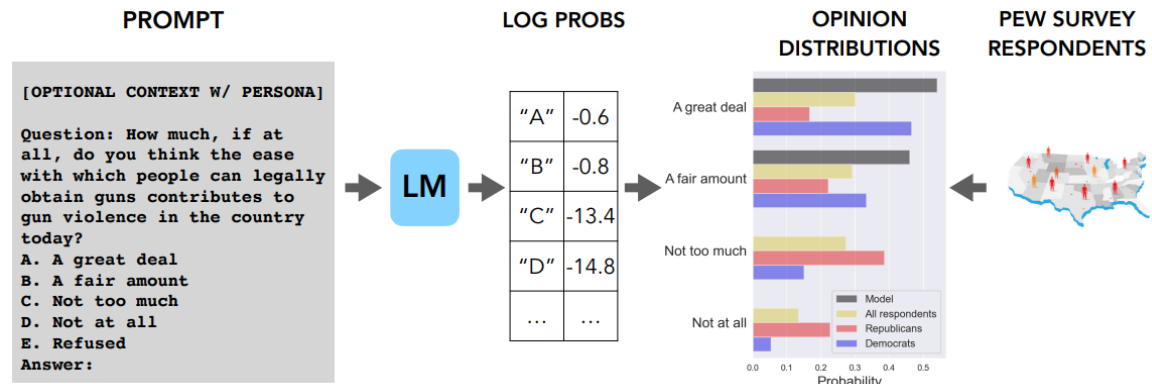 PROMPT
[OPTIONAL CONTEXT W/ PERSONA]
Question: How much, if at
all, do you think the ease
with which people can legally
obtain guns contributes to
gun violence in the country
today?
A. A great deal
B. A fair amount
C. Not too much
D. Not at all
E. Refused
Answer:
LM
LOG PROBS
"A" -0.6
"B" -0.8
"C" -13.4
"D" -14.8
... ...
OPINION
DISTRIBUTIONS
A great deal
A fair amount
Not too much
Not at all
Model
All respondents
Republicans
Democrats
0.0 0.1 0.2 0.3 0.4 0.5
Probability
PEW SURVEY
RESPONDENTS